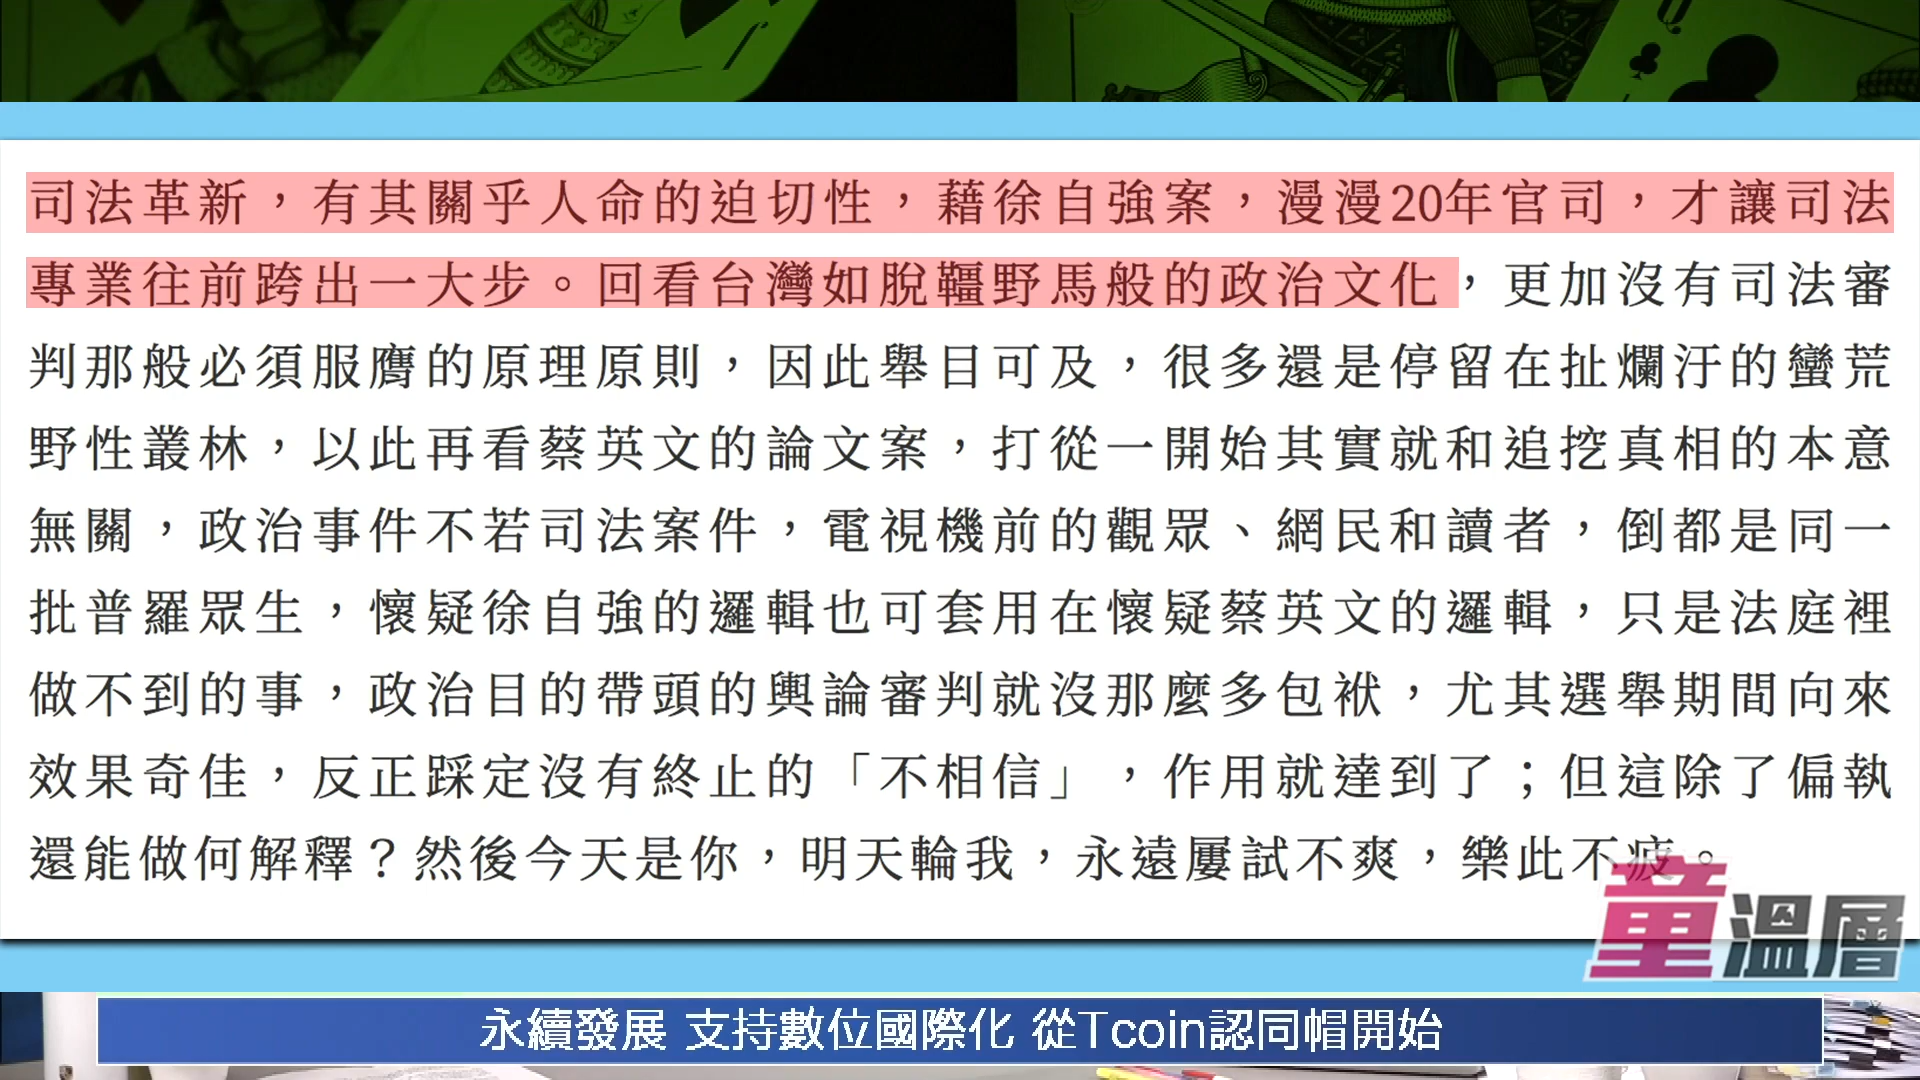 司法革新，有其關乎人命的迫切性，藉徐自強案，漫漫20年官司，才讓司法
專業往前跨出一大步。回看台灣如脫韁野馬般的政治文化，更加沒有司法審
判那般必須服膺的原理原則，因此舉目可及，很多還是停留在扯爛汙的蠻荒
野性叢林，以此再看蔡英文的論文案，打從一開始其實就和追挖真相的本意
無關，政治事件不若司法案件，電視機前的觀眾、網民和讀者，倒都是同一
批普羅眾生，懷疑徐自強的邏輯也可套用在懷疑蔡英文的邏輯，只是法庭裡
做不到的事，政治目的帶頭的輿論審判就沒那麼多包袱，尤其選舉期間向來
效果奇佳，反正踩定沒有終止的「不相信」，作用就達到了；但這除了偏執
還能做何解釋？然後今天是你，明天輪我，永遠屢試不爽，樂此不疲。
童溫層
永續發展 支持數位國際化 從Tcoin認同帽開始